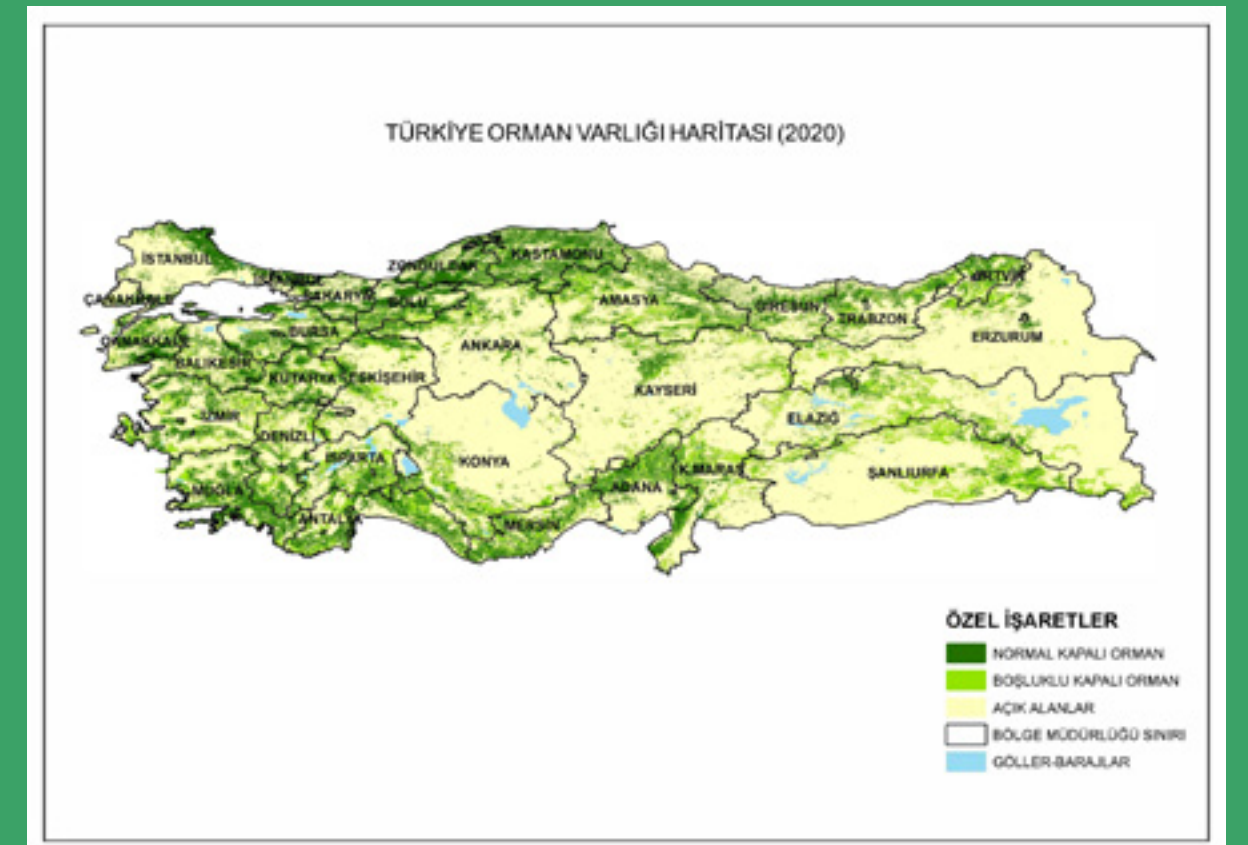 TÜRKİYE ORMAN VARLIĞI HARİTASI (2020)
İSTANBUL
ZONGULDAK
KASTAMONU
ÇANAKKALE
SAKARYA
BOLU
AMASYA
GİRESUN
TRABZON
ARTVİN
ERZURUM
ÇANAKKALE
BURSA
ANKARA
BALIKESİR
KÜTAHYA
ESKİŞEHİR
KAYSERİ
İZMİR
ELAZIĞ
DENİZLİ
ISPARTA
KONYA
K.MARAŞ
ŞANLIURFA
MUĞLA
ADANA
ANTALYA
MERSİN
ÖZEL İŞARETLER
NORMAL KAPALI ORMAN
BOŞLUKLU KAPALI ORMAN
AÇIK ALANLAR
BÖLGE MÜDÜRLÜĞÜ SINIRI
GÖLLER-BARAJLAR